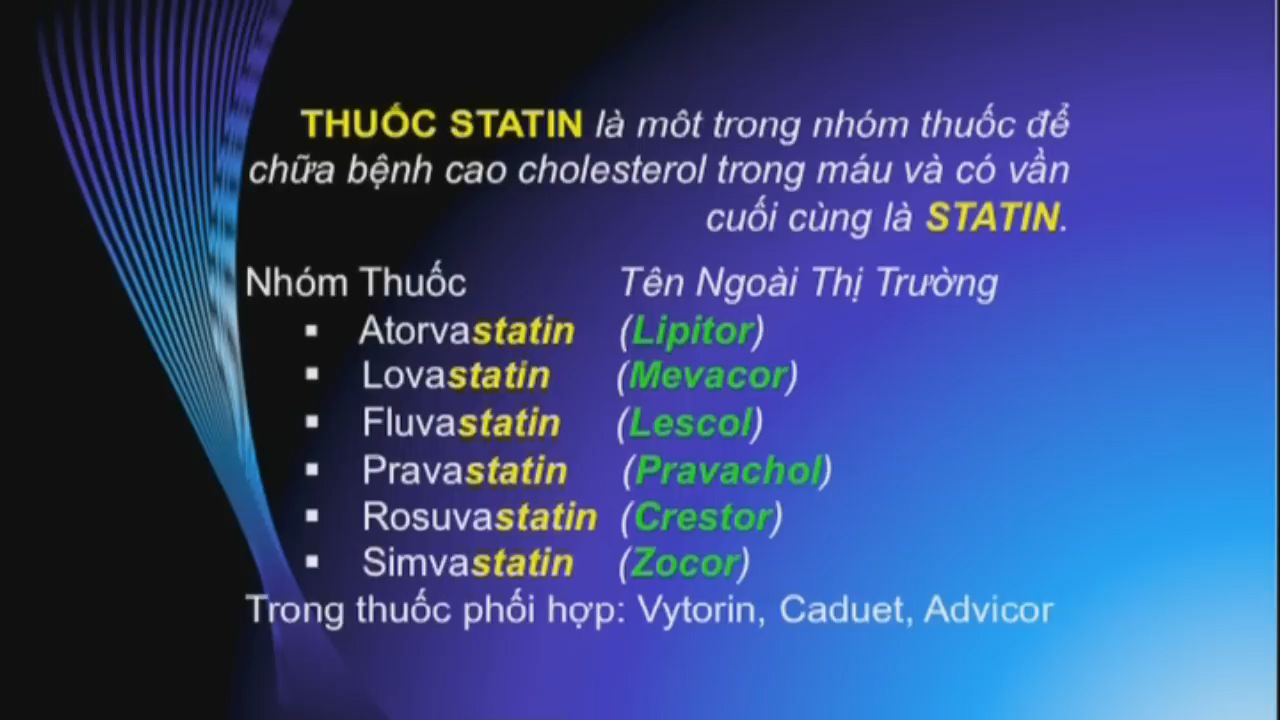 THUỐC STATIN là môt trong nhóm thuốc để
chữa bệnh cao cholesterol trong máu và có vần
cuối cùng là STATIN.
Nhóm Thuốc Tên Ngoài Thị Trường
▪ Atorvastatin (Lipitor)
▪ Lovastatin (Mevacor)
▪ Fluvastatin (Lescol)
▪ Pravastatin (Pravachol)
▪ Rosuvastatin (Crestor)
▪ Simvastatin (Zocor)
Trong thuốc phối hợp: Vytorin, Caduet, Advicor